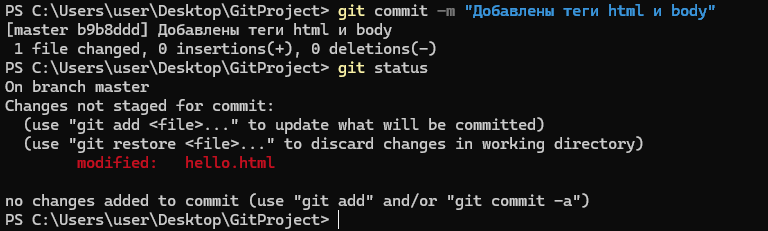 PS C:\Users\user\Desktop\GitProject> git commit -m "Добавлены теги html и body"
[master b9b8ddd] Добавлены теги html и body
 1 file changed, 0 insertions(+), 0 deletions(-)
PS C:\Users\user\Desktop\GitProject> git status
On branch master
Changes not staged for commit:
  (use "git add <file>..." to update what will be committed)
  (use "git restore <file>..." to discard changes in working directory)
        modified:   hello.html

no changes added to commit (use "git add" and/or "git commit -a")
PS C:\Users\user\Desktop\GitProject>